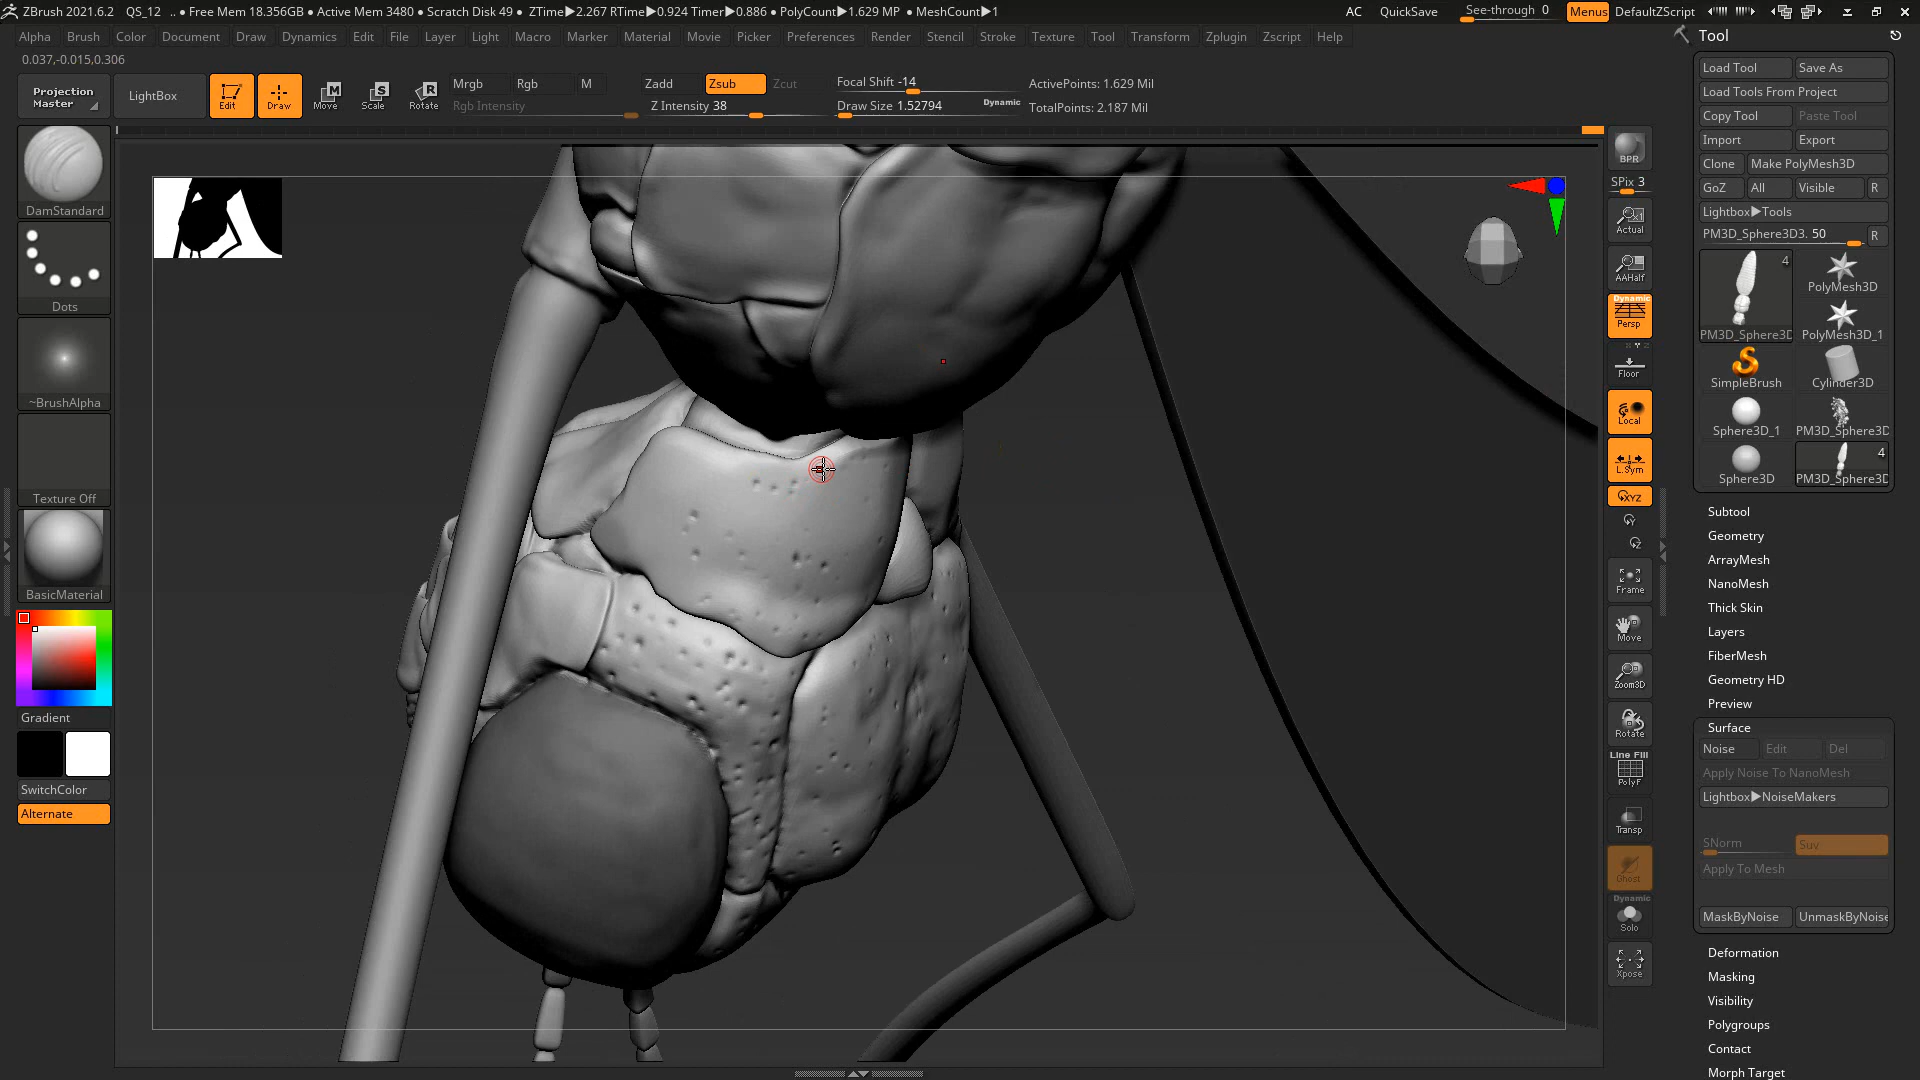 ZBrush 2021.6.2 QS_12 .. ● Free Mem 18.356GB ● Active Mem 3480 ● Scratch Disk 49 ● ZTime▶2.267 RTime▶0.924 Timer▶0.886 ● PolyCount▶1.629 MP ● MeshCount▶1 AC QuickSave See-through 0 Menus DefaultZScript
Alpha Brush Color Document Draw Dynamics Edit File Layer Light Macro Marker Material Movie Picker Preferences Render Stencil Stroke Texture Tool Transform Zplugin Zscript Help
0.037,-0.015,0.306
Projection
Master
LightBox
Edit
Draw
Move
Scale
Rotate
Mrgb Rgb M
Rgb Intensity
Zadd Zsub Zcut
Z Intensity 38
Focal Shift -14
Draw Size 1.52794 Dynamic
ActivePoints: 1.629 Mil
TotalPoints: 2.187 Mil
DamStandard
Dots
~BrushAlpha
Texture Off
BasicMaterial
Gradient
SwitchColor
Alternate
BPR
SPix 3
Actual
AAHalf
Dynamic
Persp
Floor
Local
L.Sym
XYZ
Y
Z
Frame
Move
Zoom3D
Rotate
Line Fill
PolyF
Transp
Ghost
Dynamic
Solo
Xpose
Tool
Load Tool Save As
Load Tools From Project
Copy Tool Paste Tool
Import Export
Clone Make PolyMesh3D
GoZ All Visible R
Lightbox▶Tools
PM3D_Sphere3D3. 50 R
4
PM3D_Sphere3D
PolyMesh3D
PolyMesh3D_1
SimpleBrush Cylinder3D
Sphere3D_1 PM3D_Sphere3D
4
Sphere3D PM3D_Sphere3D
Subtool
Geometry
ArrayMesh
NanoMesh
Thick Skin
Layers
FiberMesh
Geometry HD
Preview
Surface
Noise Edit Del
Apply Noise To NanoMesh
Lightbox▶NoiseMakers
SNorm Suv
Apply To Mesh
MaskByNoise UnmaskByNoise
Deformation
Masking
Visibility
Polygroups
Contact
Morph Target